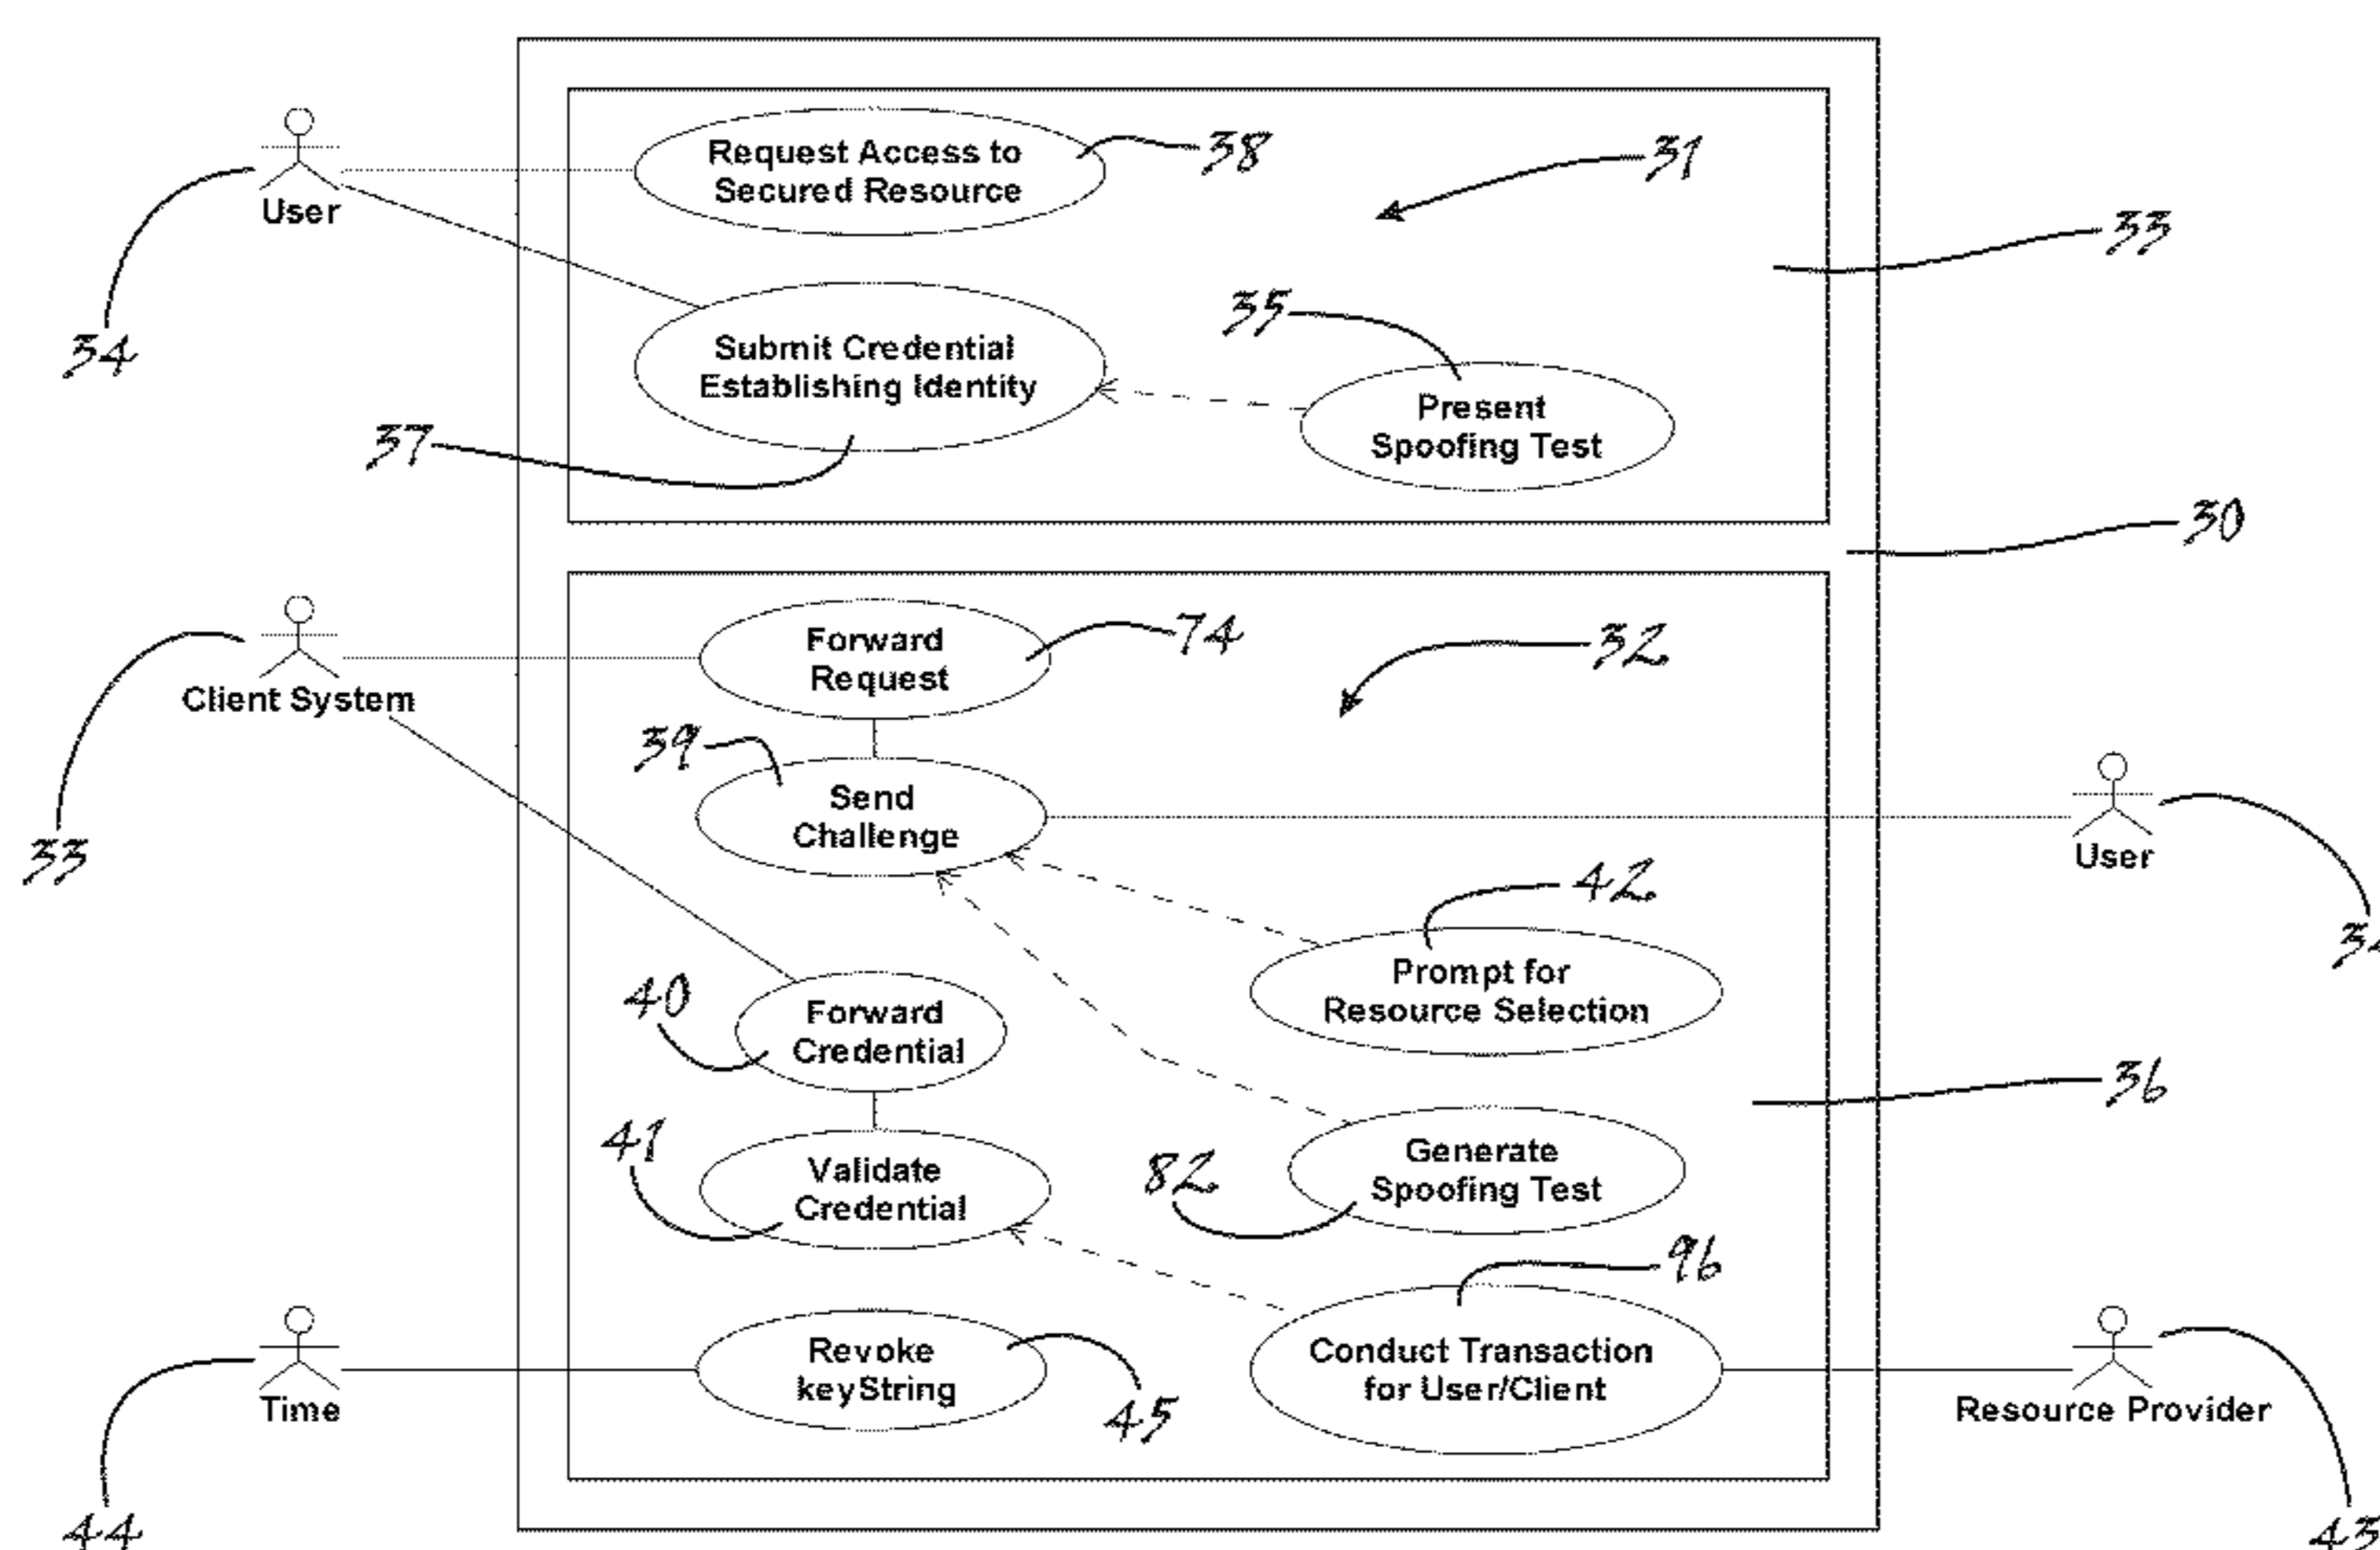 Request Access to
Secured Resource
38
31
User
33
34
35
Submit Credential
Establishing Identity
Present
Spoofing Test
37
30
Forward
Request
74
32
Client System
39
Send
Challenge
33
User
42
34
Prompt for
Resource Selection
40
Forward
Credential
36
41
Validate
Credential
82
Generate
Spoofing Test
96
Revoke
keyString
45
Conduct Transaction
for User/Client
Time
Resource Provider
44
43